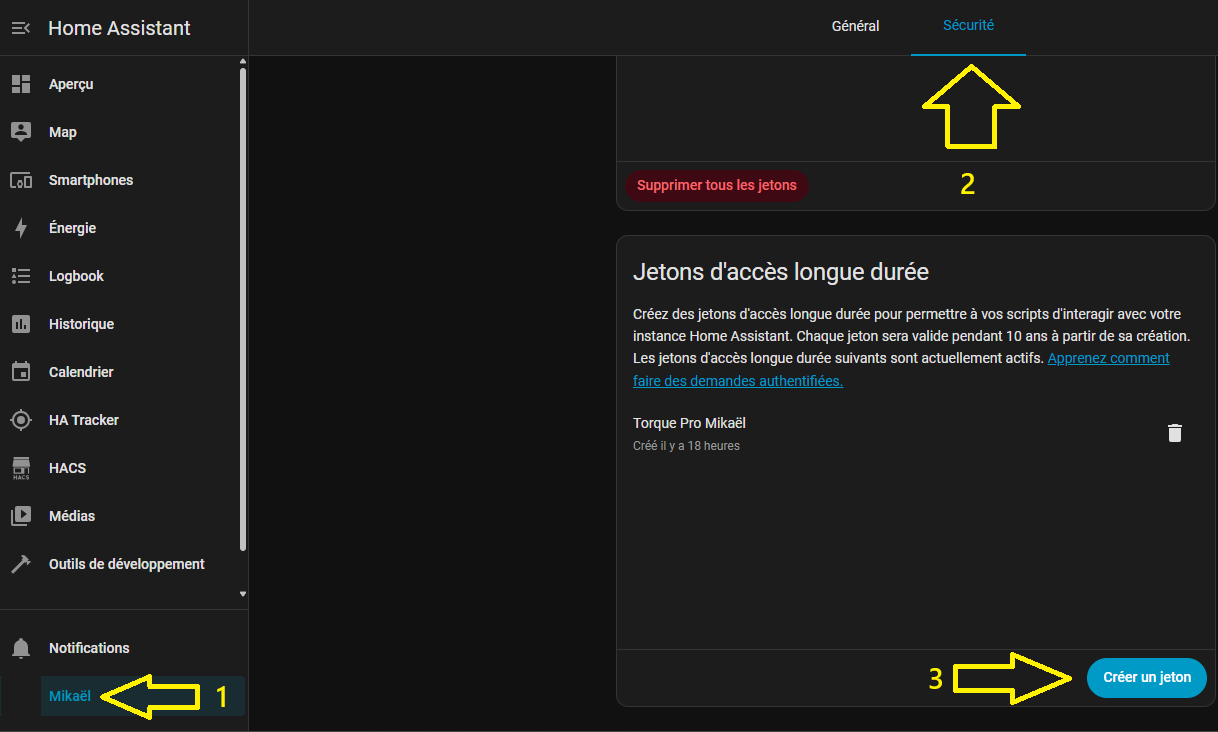 Home Assistant
Général
Sécurité
Aperçu
Map
Smartphones
Énergie
Logbook
Historique
Calendrier
HA Tracker
HACS
HACS
Médias
Outils de développement
Notifications
Mikaël
1
2
Supprimer tous les jetons
Jetons d'accès longue durée
Créez des jetons d'accès longue durée pour permettre à vos scripts d'interagir avec votre
instance Home Assistant. Chaque jeton sera valide pendant 10 ans à partir de sa création.
Les jetons d'accès longue durée suivants sont actuellement actifs. Apprenez comment
faire des demandes authentifiées.
Torque Pro Mikaël
Créé il y a 18 heures
3
Créer un jeton